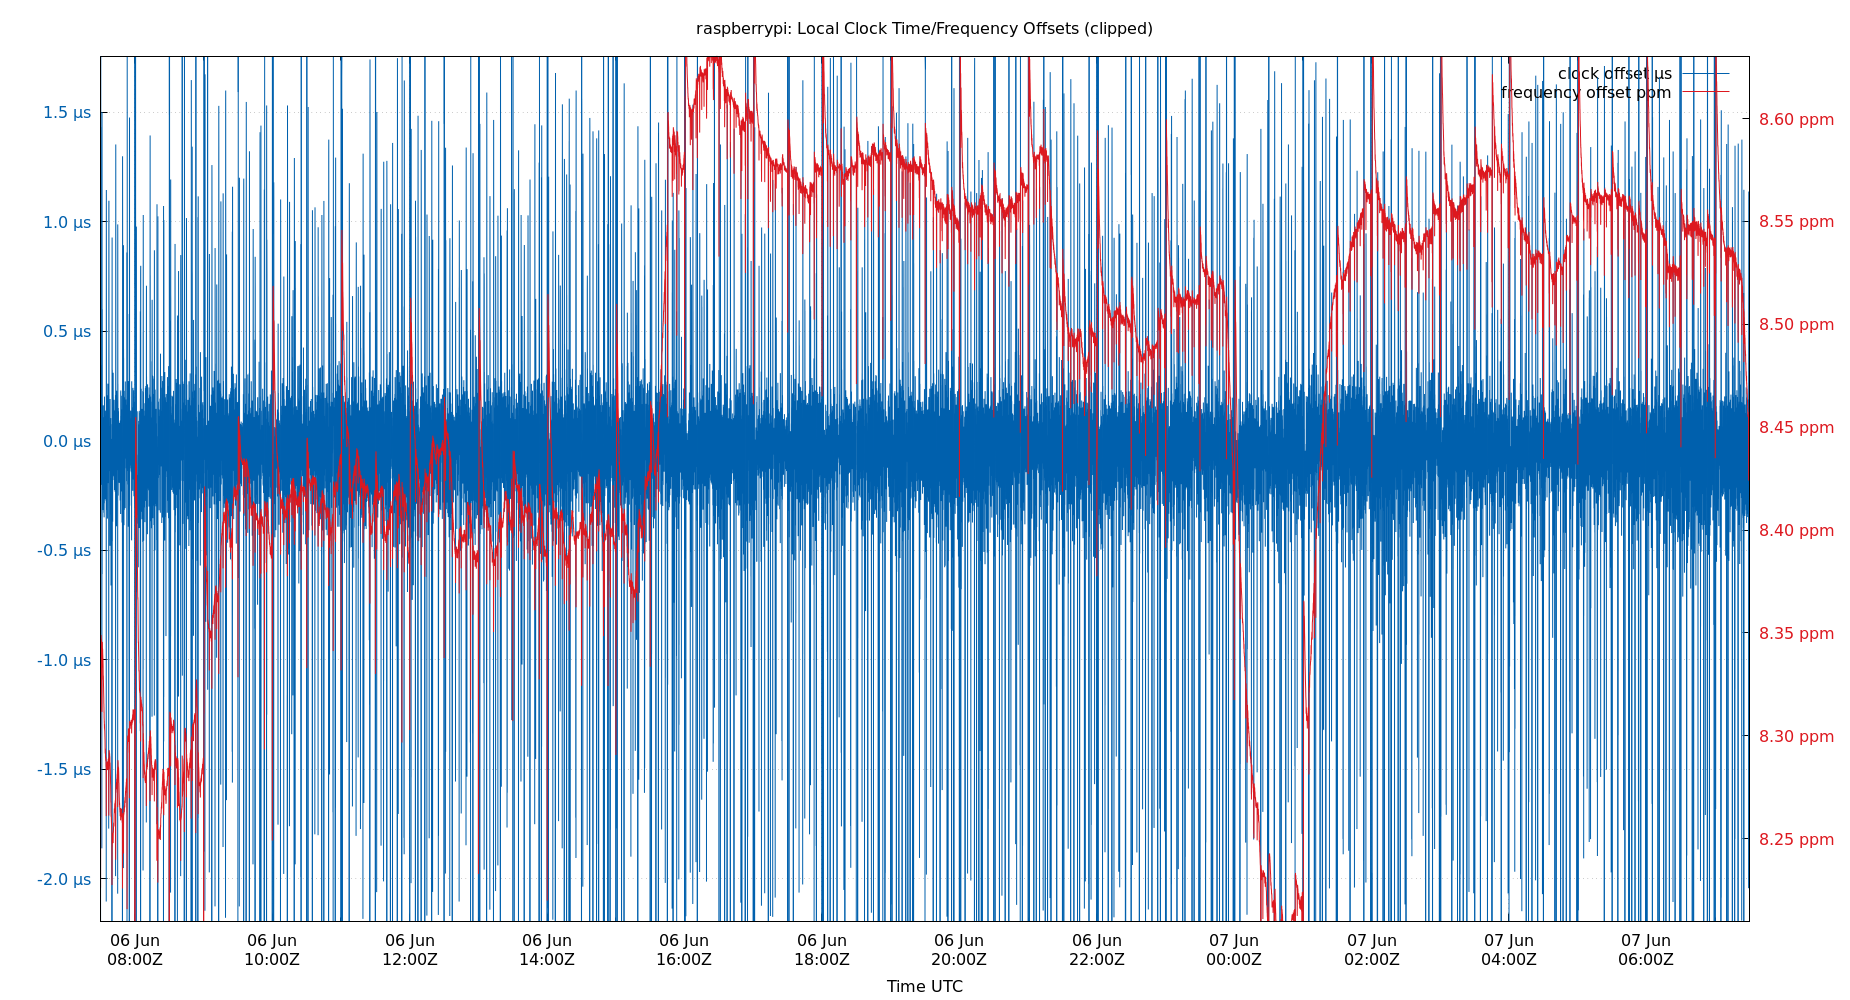 raspberrypi: Local Clock Time/Frequency Offsets (clipped)
clock offset µs
frequency offset ppm
1.5 µs
1.0 µs
0.5 µs
0.0 µs
-0.5 µs
-1.0 µs
-1.5 µs
-2.0 µs
8.60 ppm
8.55 ppm
8.50 ppm
8.45 ppm
8.40 ppm
8.35 ppm
8.30 ppm
8.25 ppm
06 Jun 06 Jun 06 Jun 06 Jun 06 Jun 06 Jun 06 Jun 06 Jun 07 Jun 07 Jun 07 Jun 07 Jun
08:00Z 10:00Z 12:00Z 14:00Z 16:00Z 18:00Z 20:00Z 22:00Z 00:00Z 02:00Z 04:00Z 06:00Z
Time UTC